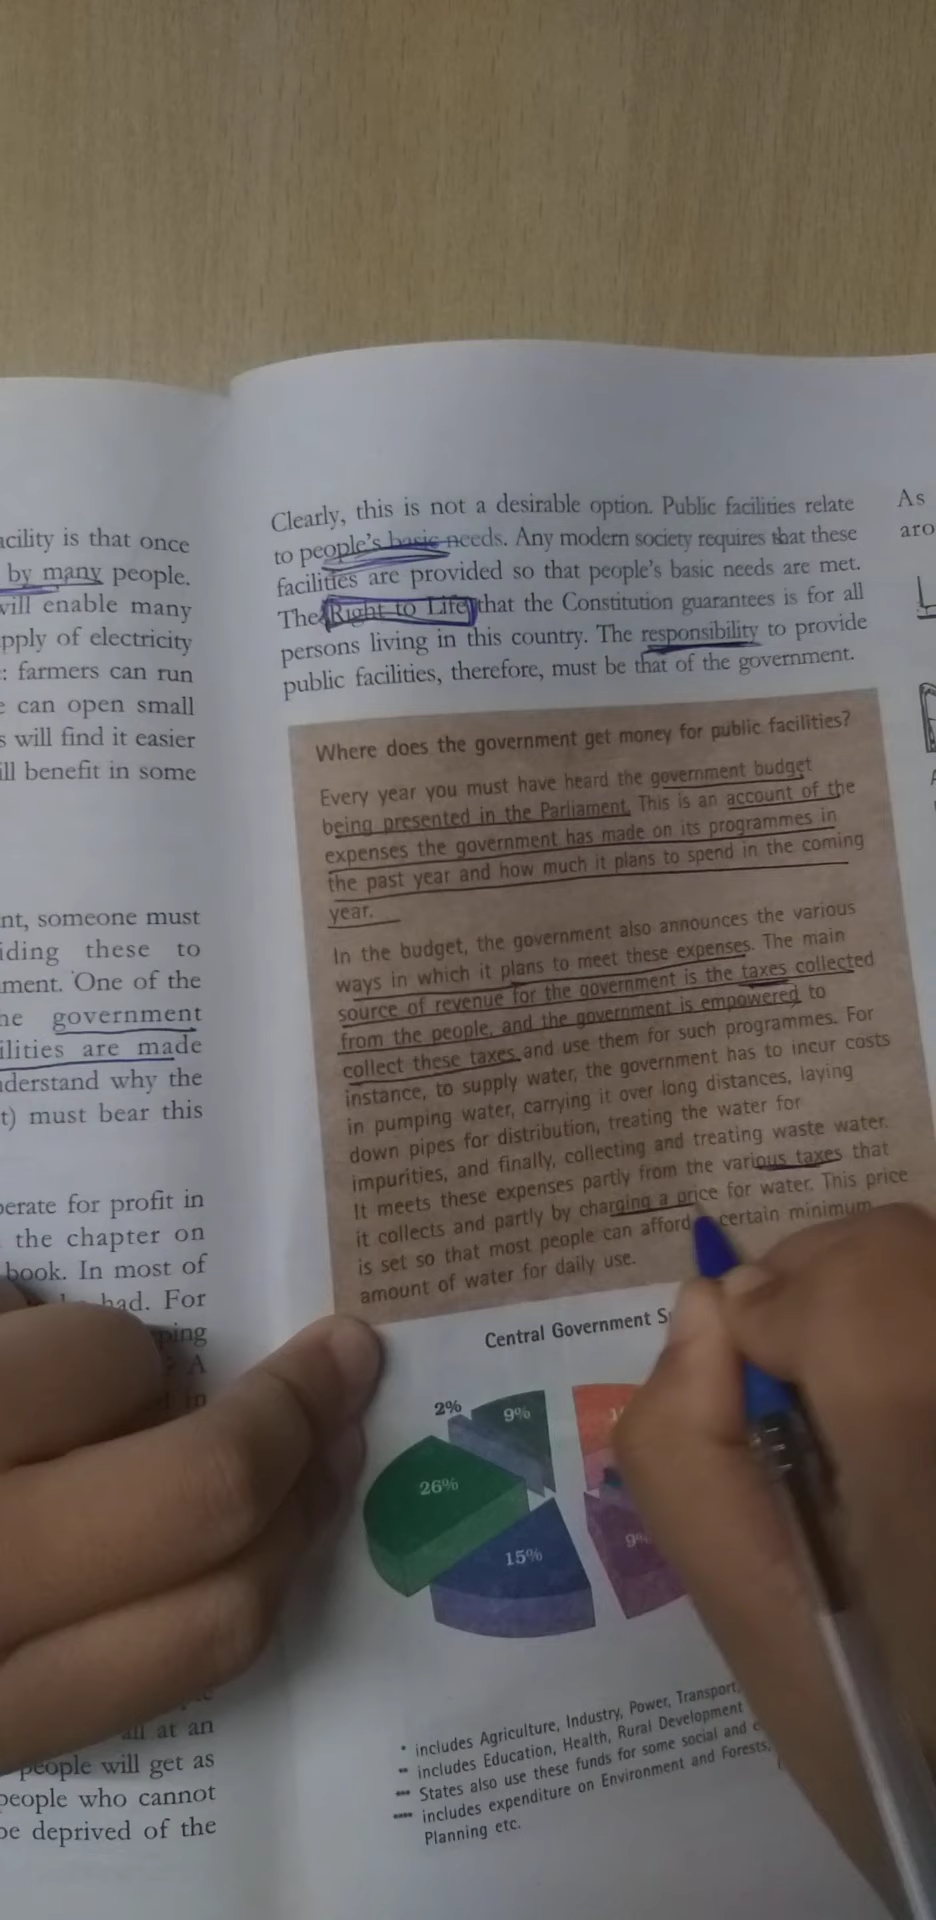 acility is that once
by many people.
will enable many
pply of electricity
: farmers can run
e can open small
s will find it easier
ill benefit in some
nt, someone must
iding these to
ment. One of the
he government
ilities are made
nderstand why the
t) must bear this
perate for profit in
the chapter on
book. In most of
had. For
ping
A
d in
all at an
people will get as
people who cannot
be deprived of the
Clearly, this is not a desirable option. Public facilities relate
to people's basic needs. Any modern society requires that these
facilities are provided so that people's basic needs are met.
The Right to Life that the Constitution guarantees is for all
persons living in this country. The responsibility to provide
public facilities, therefore, must be that of the government.
Where does the government get money for public facilities?
Every year you must have heard the government budget
being presented in the Parliament. This is an account of the
expenses the government has made on its programmes in
the past year and how much it plans to spend in the coming
year.
In the budget, the government also announces the various
ways in which it plans to meet these expenses. The main
source of revenue for the government is the taxes collected
from the people, and the government is empowered to
collect these taxes and use them for such programmes. For
instance, to supply water, the government has to incur costs
in pumping water, carrying it over long distances, laying
down pipes for distribution, treating the water for
impurities, and finally, collecting and treating waste water.
It meets these expenses partly from the various taxes that
it collects and partly by charging a price for water. This price
is set so that most people can afford certain minimum
amount of water for daily use.
Central Government S
2%
9%
26%
15%
9%
* includes Agriculture, Industry, Power, Transport,
** includes Education, Health, Rural Development
*** States also use these funds for some social and
**** includes expenditure on Environment and Forests,
Planning etc.
As
aro